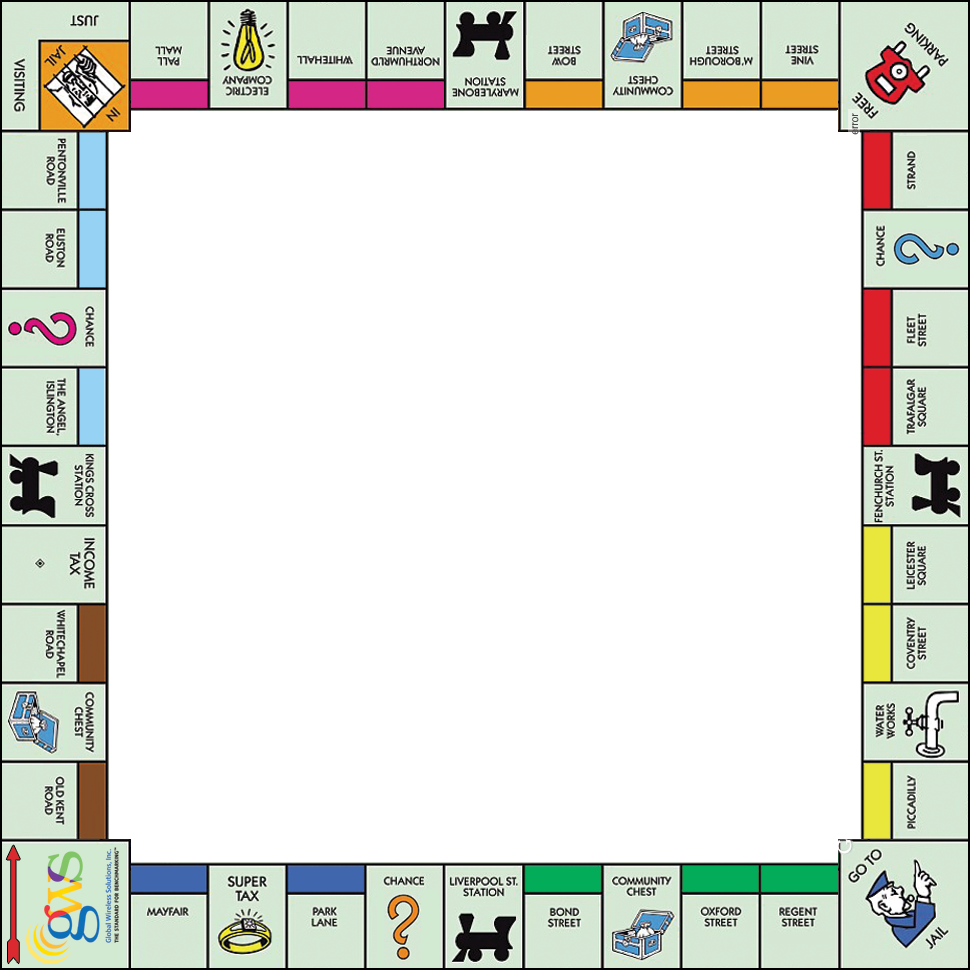 JUST
VISITING
IN
JAIL
PALL
MALL
ELECTRIC
COMPANY
WHITEHALL
NORTHUMRL'D
AVENUE
MARYLEBONE
STATION
BOW
STREET
COMMUNITY
CHEST
M'BOROUGH
STREET
VINE
STREET
FREE
PARKING
error
STRAND
CHANCE
FLEET
STREET
TRAFALGAR
SQUARE
FENCHURCH ST.
STATION
LEICESTER
SQUARE
COVENTRY
STREET
WATER
WORKS
PICCADILLY
GO TO
JAIL
REGENT
STREET
OXFORD
STREET
COMMUNITY
CHEST
BOND
STREET
LIVERPOOL ST.
STATION
CHANCE
?
PARK
LANE
SUPER
TAX
MAYFAIR
gws
Global Wireless Solutions, Inc.
THE STANDARD FOR BENCHMARKING™
OLD KENT
ROAD
COMMUNITY
CHEST
WHITECHAPEL
ROAD
INCOME
TAX
KINGS CROSS
STATION
THE ANGEL,
ISLINGTON
CHANCE
?
EUSTON
ROAD
PENTONVILLE
ROAD